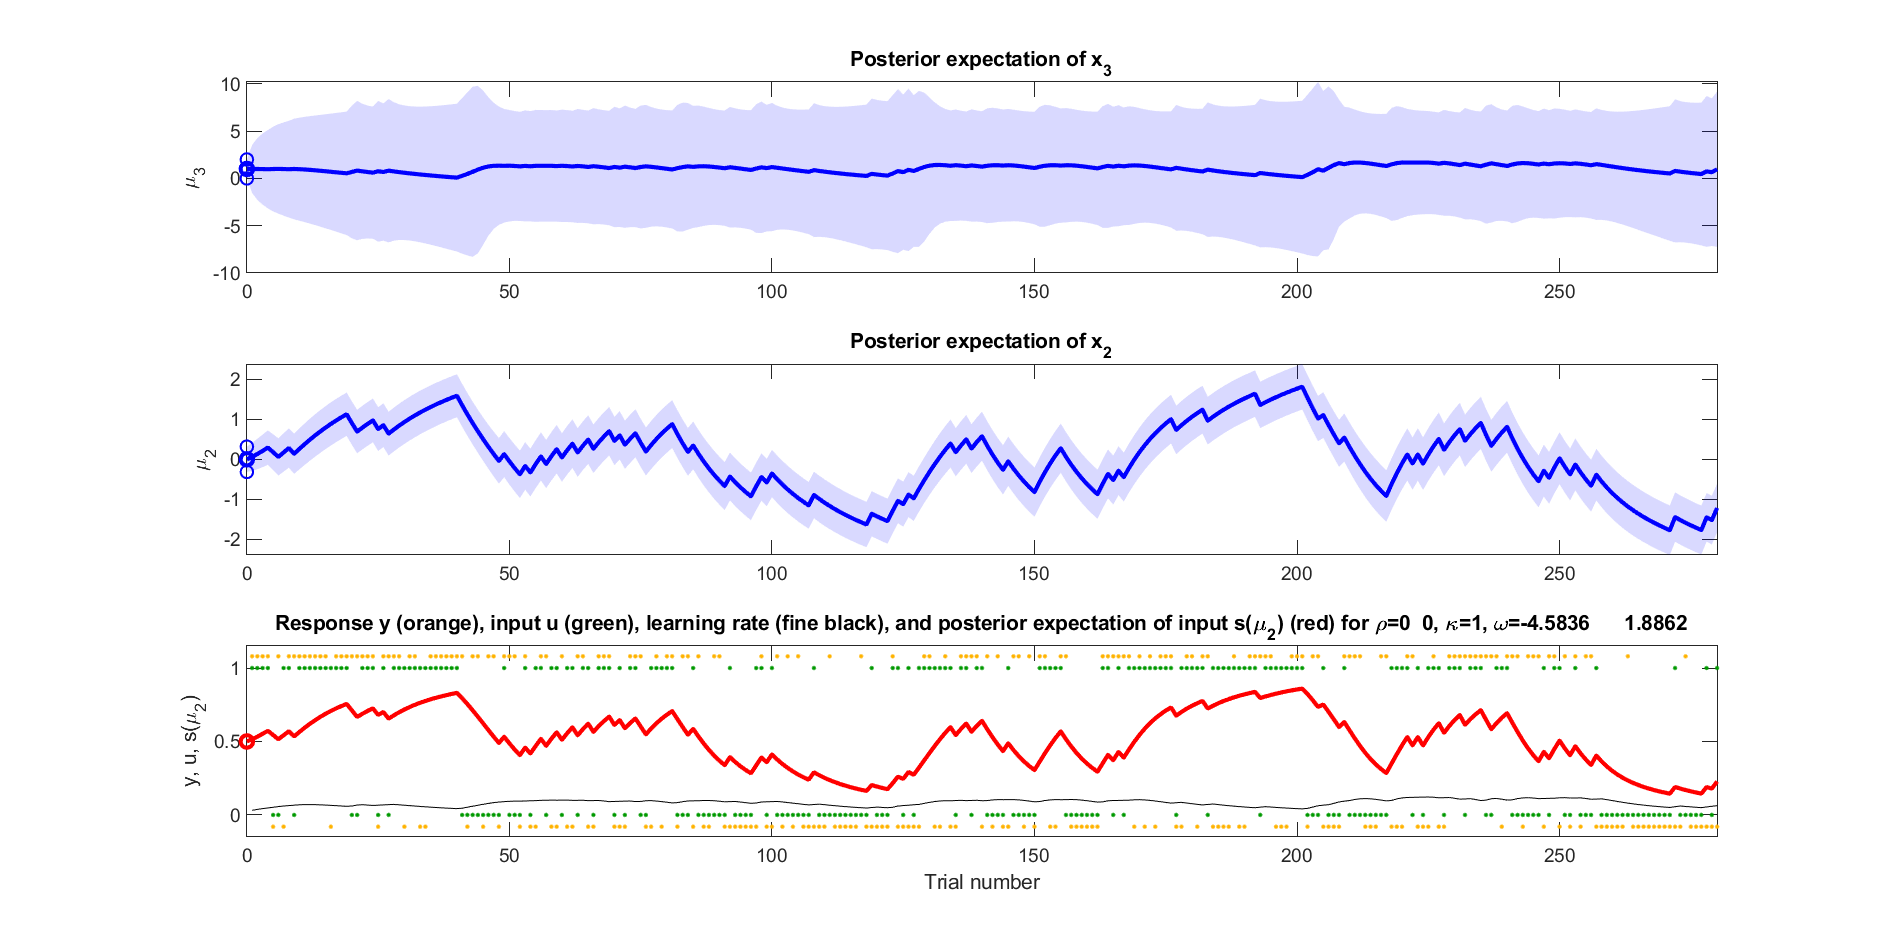 Posterior expectation of x3
10
5
0
-5
-10
μ3
0 50 100 150 200 250
Posterior expectation of x2
2
1
0
-1
-2
μ2
0 50 100 150 200 250
Response y (orange), input u (green), learning rate (fine black), and posterior expectation of input s(μ2) (red) for ρ=0 0, κ=1, ω=-4.5836 1.8862
1
0.5
0
y, u, s(μ2)
0 50 100 150 200 250
Trial number